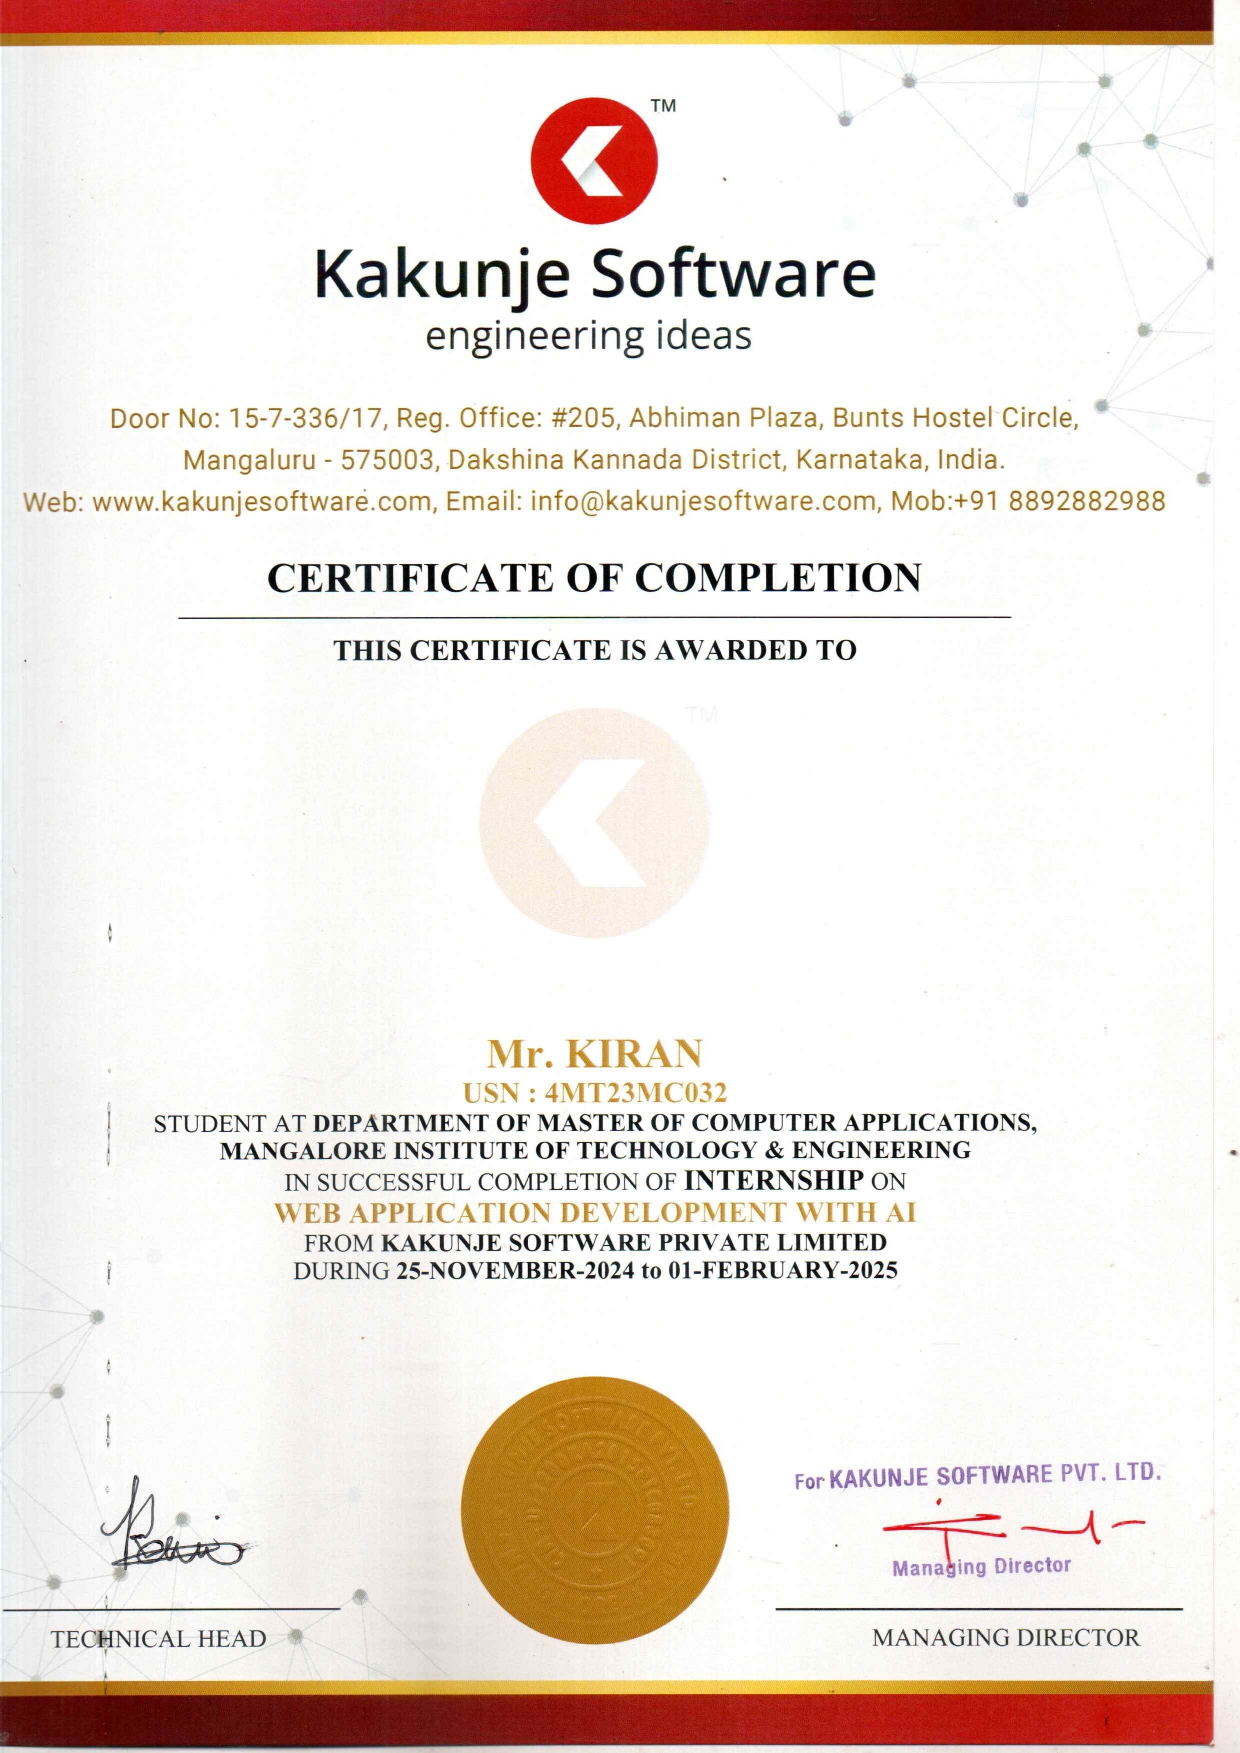 TM
Kakunje Software
engineering ideas
Door No: 15-7-336/17, Reg. Office: #205, Abhiman Plaza, Bunts Hostel Circle,
Mangaluru - 575003, Dakshina Kannada District, Karnataka, India.
Web: www.kakunjesoftware.com, Email: info@kakunjesoftware.com, Mob:+91 8892882988
CERTIFICATE OF COMPLETION
THIS CERTIFICATE IS AWARDED TO
TM
Mr. KIRAN
USN : 4MT23MC032
STUDENT AT DEPARTMENT OF MASTER OF COMPUTER APPLICATIONS,
MANGALORE INSTITUTE OF TECHNOLOGY & ENGINEERING
IN SUCCESSFUL COMPLETION OF INTERNSHIP ON
WEB APPLICATION DEVELOPMENT WITH AI
FROM KAKUNJE SOFTWARE PRIVATE LIMITED
DURING 25-NOVEMBER-2024 to 01-FEBRUARY-2025
For KAKUNJE SOFTWARE PVT. LTD.
Managing Director
TECHNICAL HEAD
MANAGING DIRECTOR